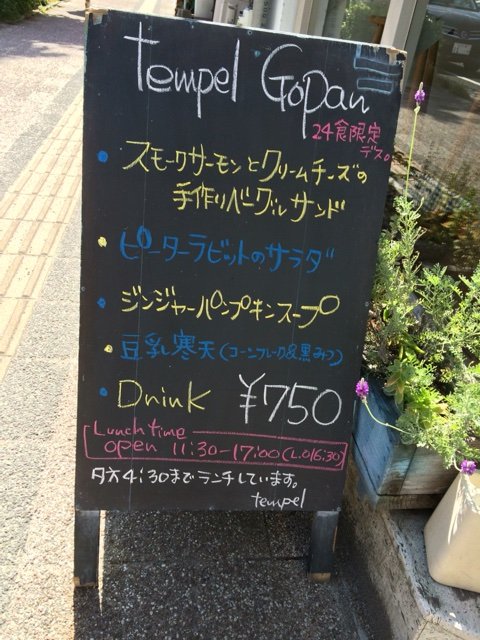 tempel Gopan
24食限定
デス。
スモークサーモンとクリームチーズの
手作りベーグルサンド
ピーターラビットのサラダ
ジンジャーパンプキンスープ
豆乳寒天(コーンフレーク&黒みつ)
Drink ¥750
Lunch time
open 11:30-17:00(L.O16:30)
夕方4:30までランチしています。
tempel